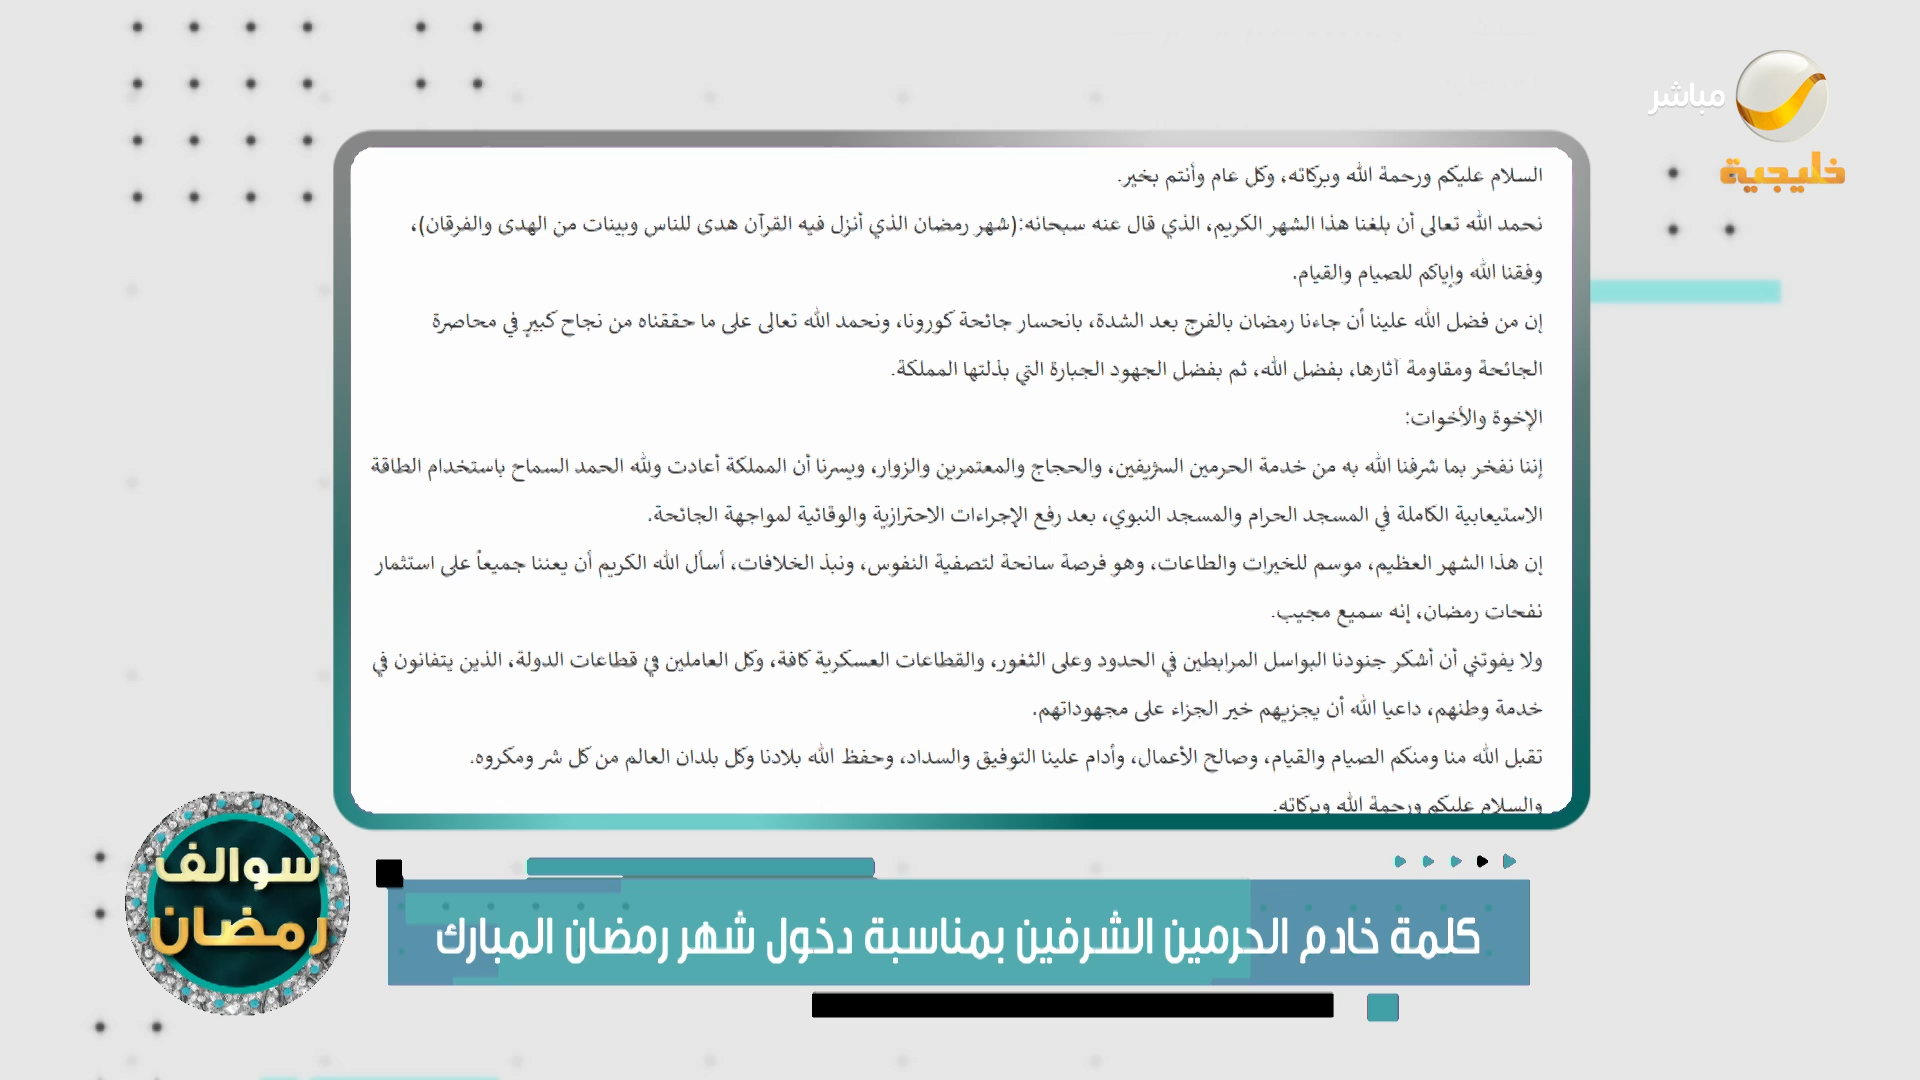 مباشر
خليجية
السلام عليكم ورحمة الله وبركاته، وكل عام وأنتم بخير.
نحمد الله تعالى أن بلغنا هذا الشهر الكريم، الذي قال عنه سبحانه:(شهر رمضان الذي أنزل فيه القرآن هدى للناس وبينات من الهدى والفرقان)،
وفقنا الله وإياكم للصيام والقيام.
إن من فضل الله علينا أن جاءنا رمضان بالفرج بعد الشدة، بانحسار جائحة كورونا، ونحمد الله تعالى على ما حققناه من نجاح كبيرٍ في محاصرة
الجائحة ومقاومة آثارها، بفضل الله، ثم بفضل الجهود الجبارة التي بذلتها المملكة.
الإخوة والأخوات:
إننا نفخر بما شرفنا الله به من خدمة الحرمين الشريفين، والحجاج والمعتمرين والزوار، ويسرنا أن المملكة أعادت ولله الحمد السماح باستخدام الطاقة
الاستيعابية الكاملة في المسجد الحرام والمسجد النبوي، بعد رفع الإجراءات الاحترازية والوقائية لمواجهة الجائحة.
إن هذا الشهر العظيم، موسم للخيرات والطاعات، وهو فرصة سانحة لتصفية النفوس، ونبذ الخلافات، أسأل الله الكريم أن يعننا جميعاً على استثمار
نفحات رمضان، إنه سميع مجيب.
ولا يفوتني أن أشكر جنودنا البواسل المرابطين في الحدود وعلى الثغور، والقطاعات العسكرية كافة، وكل العاملين في قطاعات الدولة، الذين يتفانون في
خدمة وطنهم، داعيا الله أن يجزيهم خير الجزاء على مجهوداتهم.
تقبل الله منا ومنكم الصيام والقيام، وصالح الأعمال، وأدام علينا التوفيق والسداد، وحفظ الله بلادنا وكل بلدان العالم من كل شر ومكروه.
والسلام عليكم ورحمة الله وبركاته.
سوالف
رمضان
كلمة خادم الحرمين الشرفين بمناسبة دخول شهر رمضان المبارك